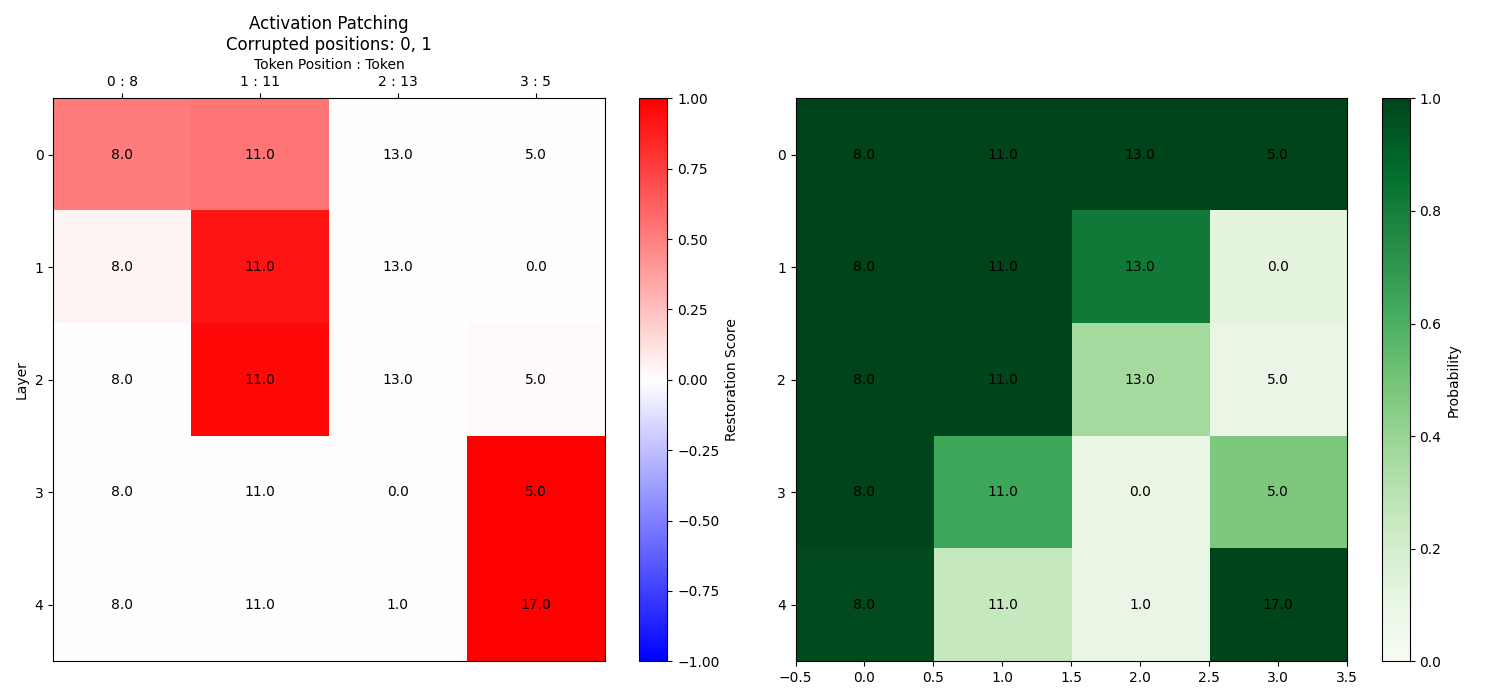 Activation Patching
Corrupted positions: 0, 1
Token Position : Token
0 : 8 1 : 11 2 : 13 3 : 5
0 8.0 11.0 13.0 5.0
1 8.0 11.0 13.0 0.0
2 8.0 11.0 13.0 5.0
3 8.0 11.0 0.0 5.0
4 8.0 11.0 1.0 17.0
Layer
1.00
0.75
0.50
0.25
0.00
−0.25
−0.50
−0.75
−1.00
Restoration Score
0 8.0 11.0 13.0 5.0
1 8.0 11.0 13.0 0.0
2 8.0 11.0 13.0 5.0
3 8.0 11.0 0.0 5.0
4 8.0 11.0 1.0 17.0
−0.5 0.0 0.5 1.0 1.5 2.0 2.5 3.0 3.5
1.0
0.8
0.6
0.4
0.2
0.0
Probability